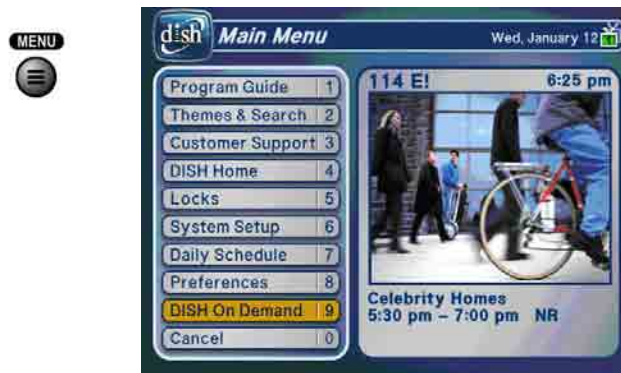 MENU
dish Main Menu
Wed, January 12
Program Guide 1
Themes & Search 2
Customer Support 3
DISH Home 4
Locks 5
System Setup 6
Daily Schedule 7
Preferences 8
DISH On Demand 9
Cancel 0
114 E! 6:25 pm
Celebrity Homes
5:30 pm – 7:00 pm NR